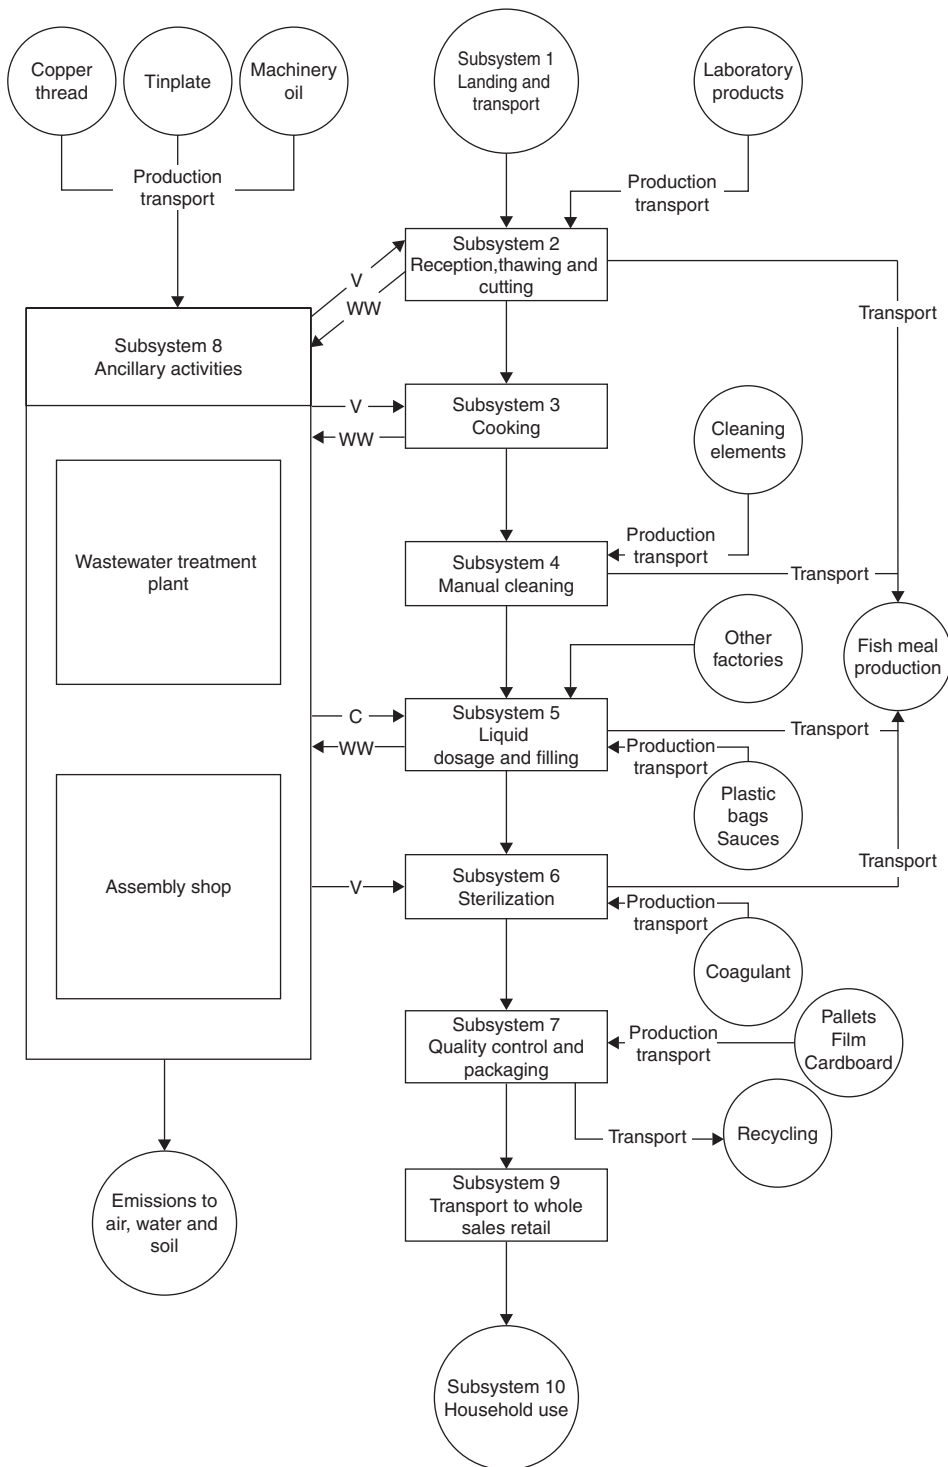 Copper
thread
Tinplate
Machinery
oil
Production
transport
Subsystem 1
Landing and
transport
Laboratory
products
Production
transport
Subsystem 2
Reception,thawing and
cutting
V
WW
Transport
Subsystem 8
Ancillary activities
V
WW
Subsystem 3
Cooking
Cleaning
elements
Production
transport
Wastewater treatment
plant
Subsystem 4
Manual cleaning
Transport
Other
factories
Fish meal
production
C
WW
Subsystem 5
Liquid
dosage and filling
Transport
Production
transport
Plastic
bags
Sauces
Assembly shop
V
Subsystem 6
Sterilization
Transport
Production
transport
Coagulant
Subsystem 7
Quality control and
packaging
Production
transport
Pallets
Film
Cardboard
Transport
Recycling
Emissions to
air, water and
soil
Subsystem 9
Transport to whole
sales retail
Subsystem 10
Household use